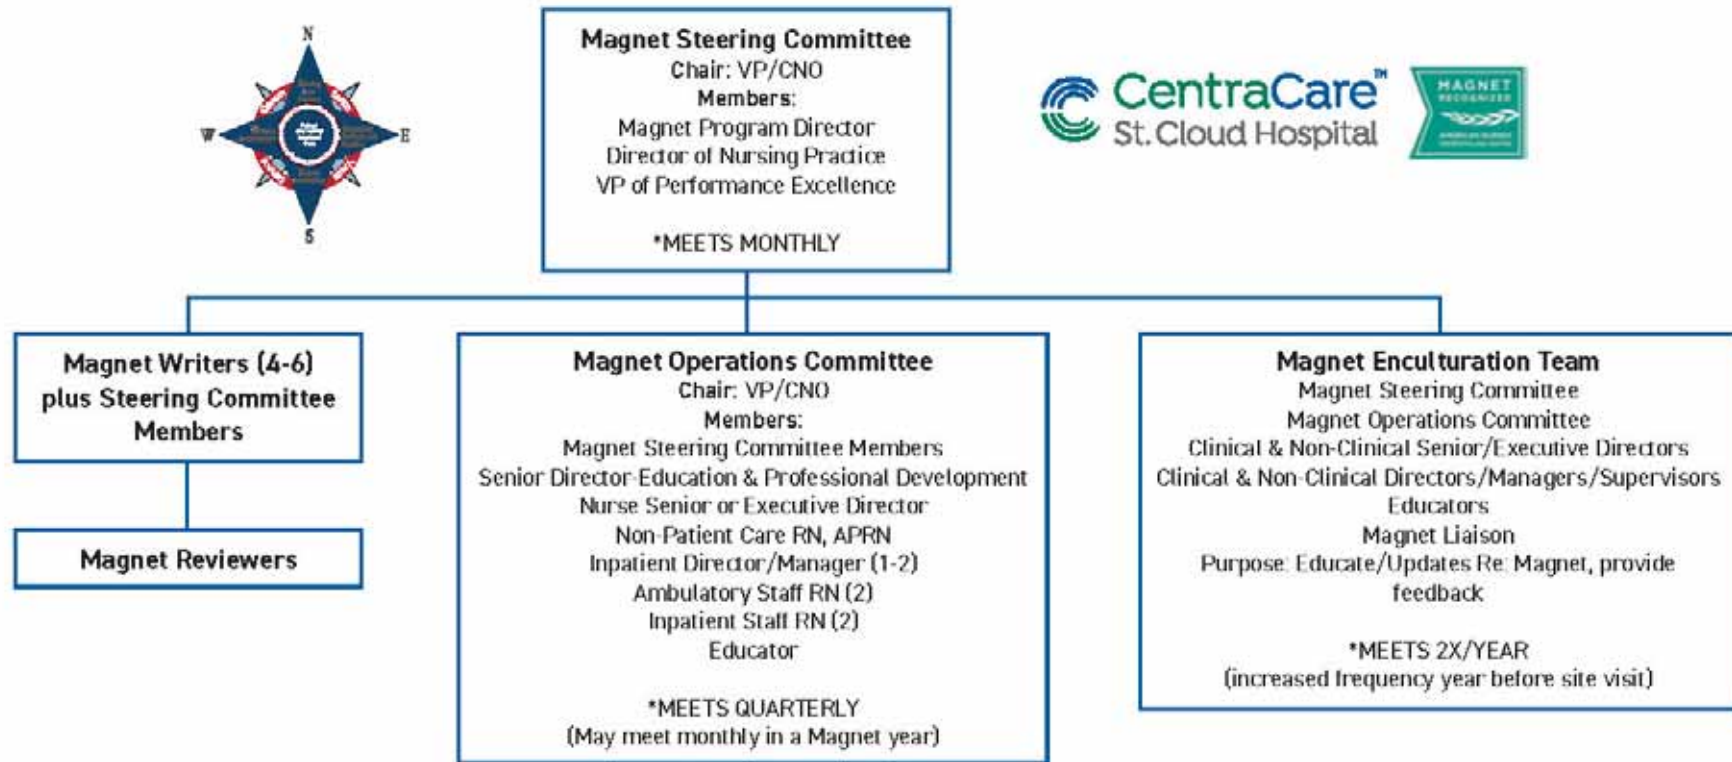 N
W
E
S
Magnet Steering Committee
Chair: VP/CNO
Members:
Magnet Program Director
Director of Nursing Practice
VP of Performance Excellence
*MEETS MONTHLY
CentraCare™
St. Cloud Hospital
MAGNET
RECOGNIZED
Magnet Writers (4-6)
plus Steering Committee
Members
Magnet Reviewers
Magnet Operations Committee
Chair: VP/CNO
Members:
Magnet Steering Committee Members
Senior Director-Education & Professional Development
Nurse Senior or Executive Director
Non-Patient Care RN, APRN
Inpatient Director/Manager (1-2)
Ambulatory Staff RN (2)
Inpatient Staff RN (2)
Educator
*MEETS QUARTERLY
(May meet monthly in a Magnet year)
Magnet Enculturation Team
Magnet Steering Committee
Magnet Operations Committee
Clinical & Non-Clinical Senior/Executive Directors
Clinical & Non-Clinical Directors/Managers/Supervisors
Educators
Magnet Liaison
Purpose: Educate/Updates Re: Magnet, provide
feedback
*MEETS 2X/YEAR
(increased frequency year before site visit)